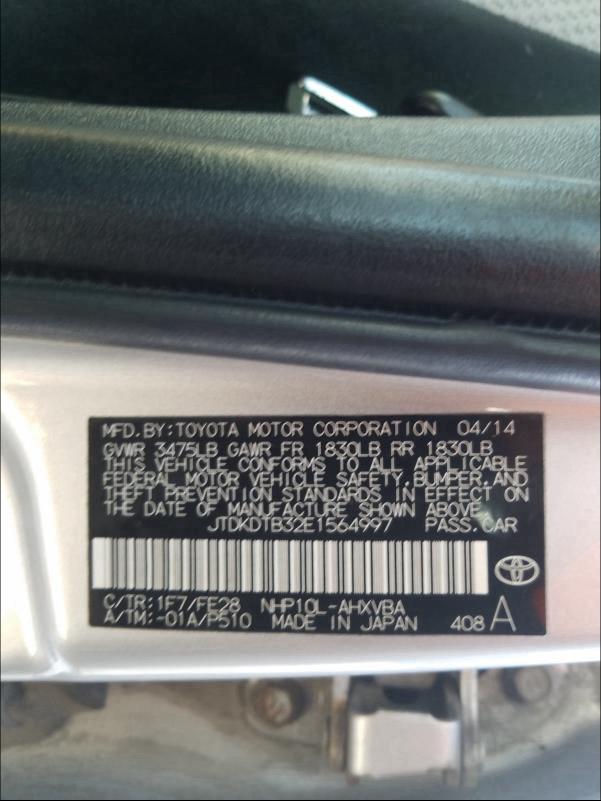 MFD.BY:TOYOTA MOTOR CORPORATION 04/14
GVWR 3475LB GAWR FR 1830LB RR 1830LB
THIS VEHICLE CONFORMS TO ALL APPLICABLE
FEDERAL MOTOR VEHICLE SAFETY,BUMPER,AND
THEFT PREVENTION STANDARDS IN EFFECT ON
THE DATE OF MANUFACTURE SHOWN ABOVE.
JTDKDTB32E1564997 PASS.CAR
C/TR:1F7/FE28 NHP10L-AHXVBA
A/TM:-01A/P510 MADE IN JAPAN 408 A